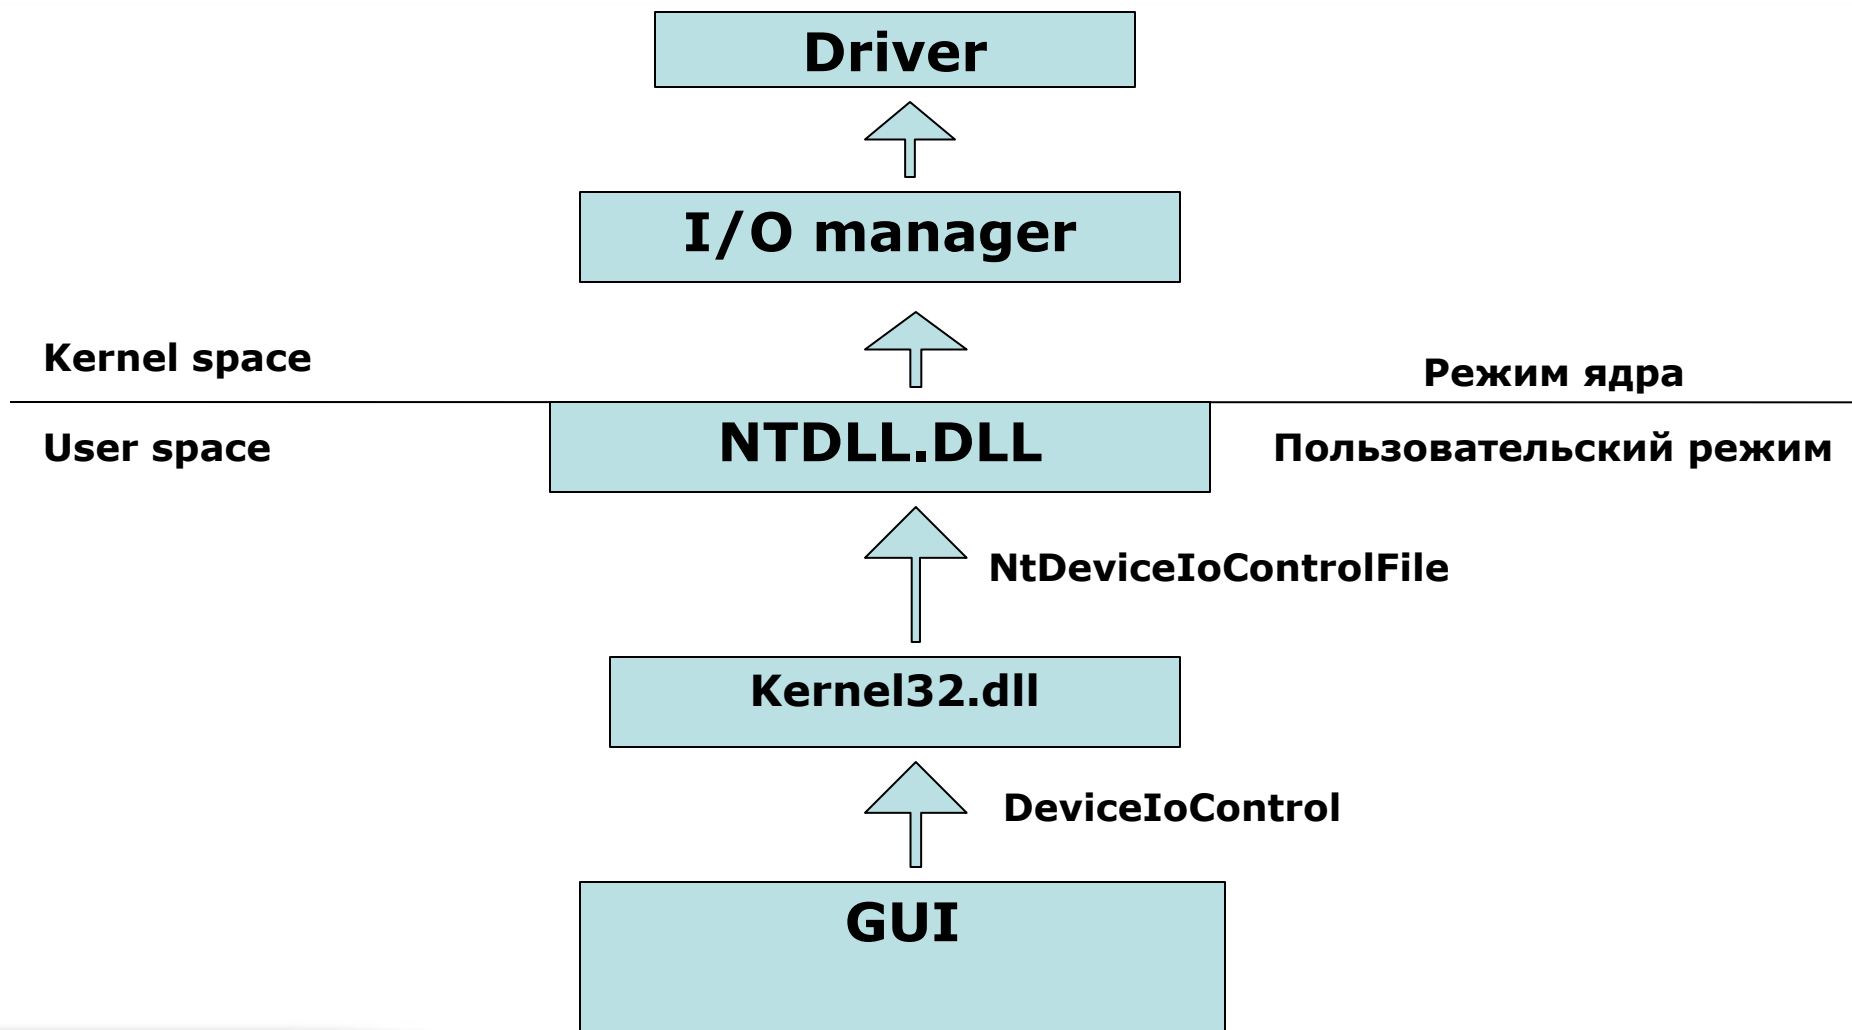 Driver
I/O manager
Kernel space
Режим ядра
User space
NTDLL.DLL
Пользовательский режим
NtDeviceIoControlFile
Kernel32.dll
DeviceIoControl
GUI